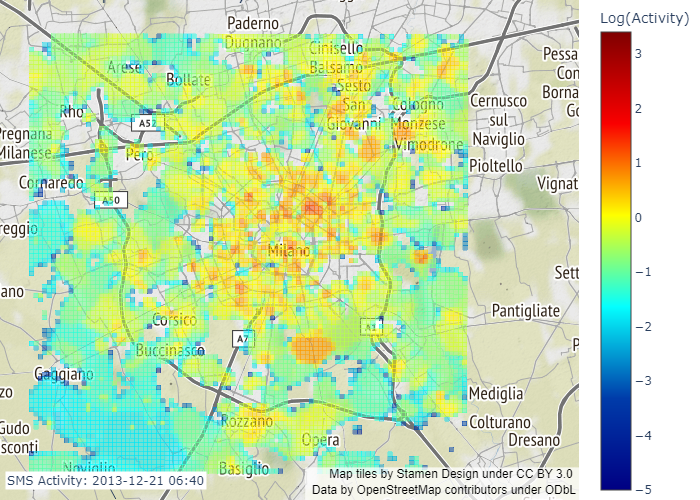 Log(Activity)
3
2
1
0
−1
−2
−3
−4
−5
Paderno
Dugnano
Cinisello
Balsamo
Arese
Bollate
Sesto
San
Giovanni
Cologno
Monzese
Cernusco
sul
Naviglio
Pessa
Con
Borna
Go
Rho
A52
Pregnana
Milanese
Pero
Vimodrone
Pioltello
Cornaredo
Vignat
A50
reggio
Milano
Sett
ano
Pantigliate
Corsico
A7
A1
P
Buccinasco
Gaggiano
zo
Mediglia
Gudo
sconti
Rozzano
Colturano
Dresano
Opera
Noviglio
Basiglio
SMS Activity: 2013-12-21 06:40
Map tiles by Stamen Design under CC BY 3.0
Data by OpenStreetMap contributors under ODbL